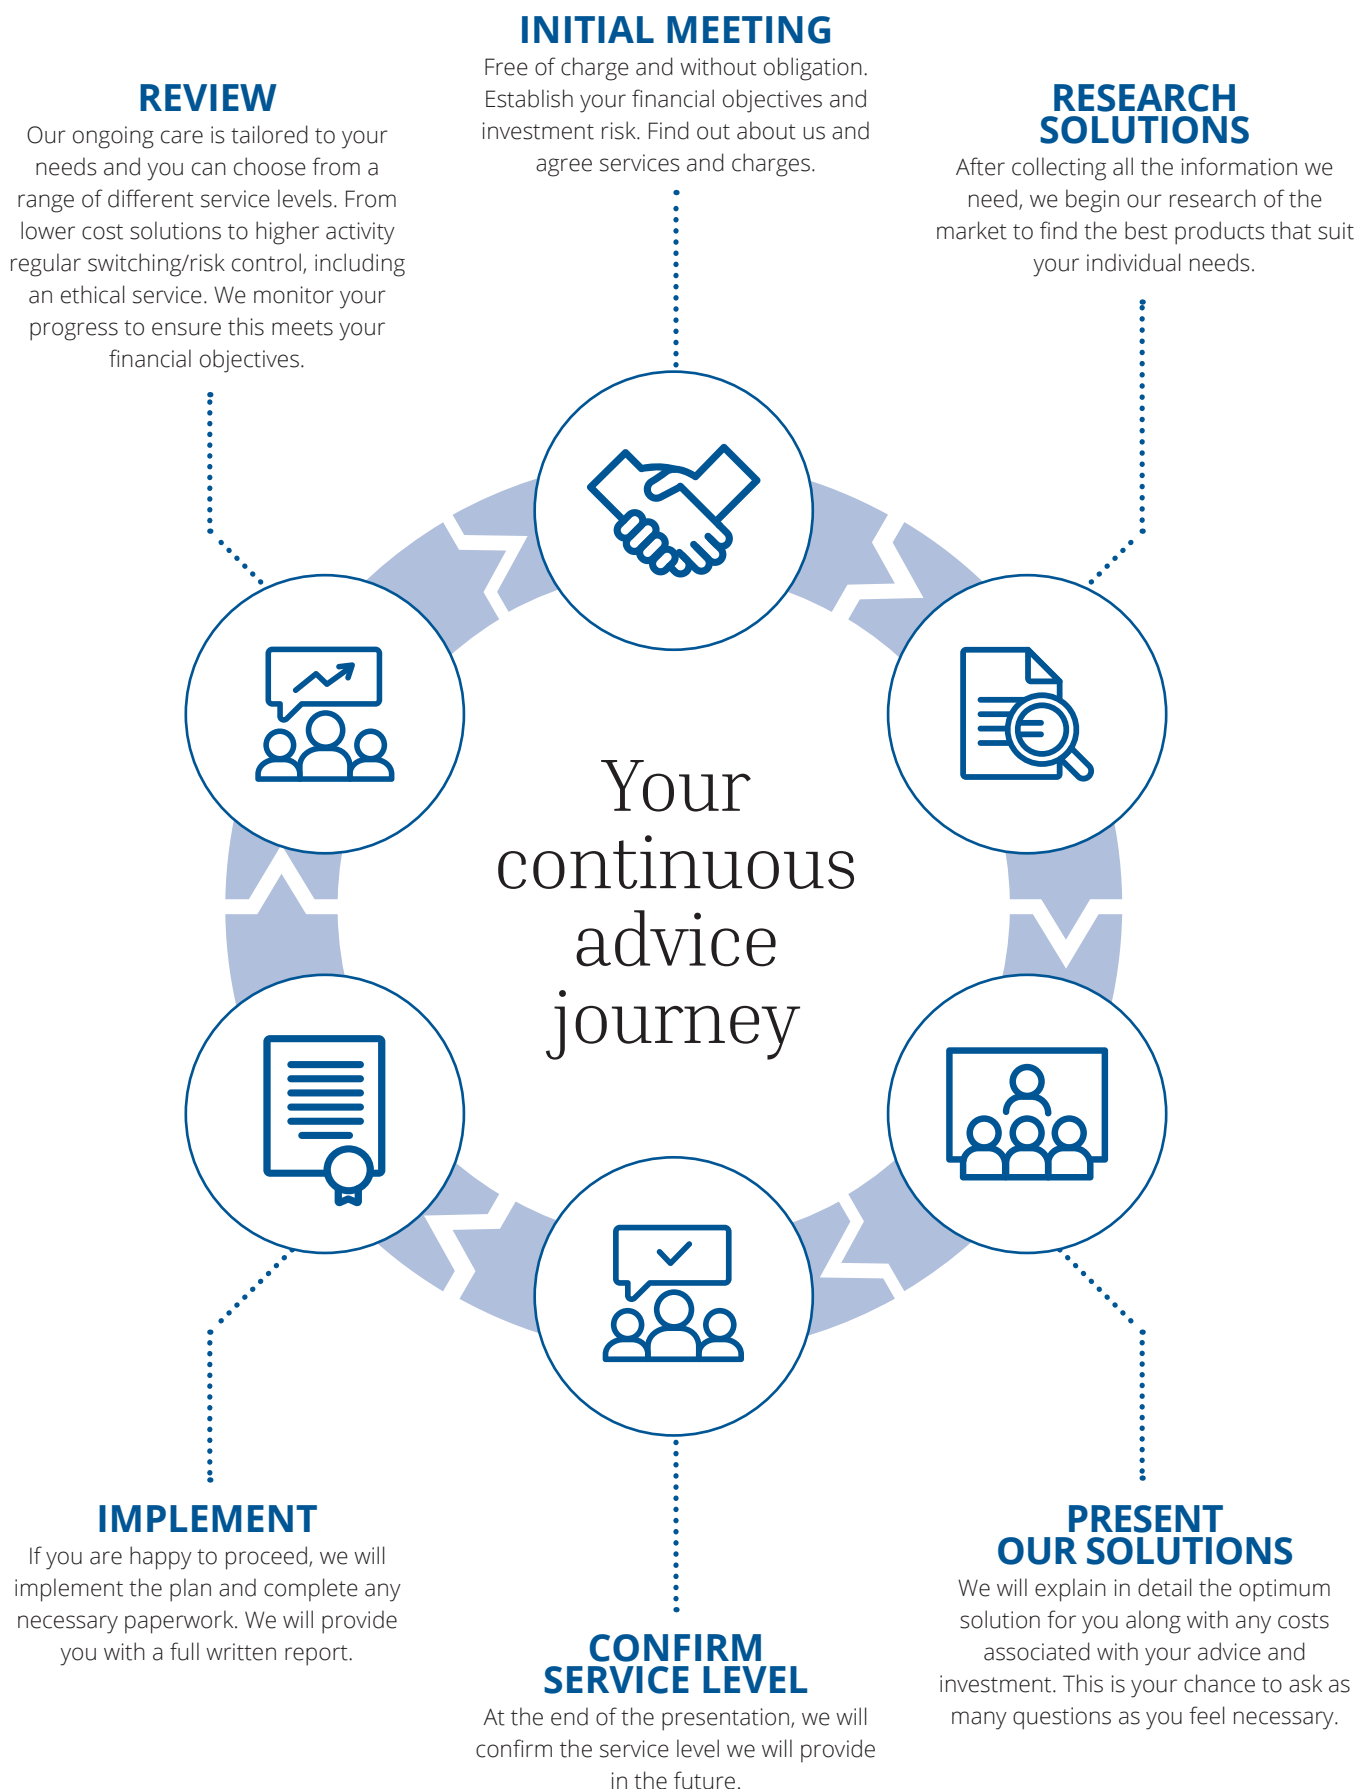 INITIAL MEETING
Free of charge and without obligation.
Establish your financial objectives and
investment risk. Find out about us and
agree services and charges.
RESEARCH
SOLUTIONS
After collecting all the information we
need, we begin our research of the
market to find the best products that suit
your individual needs.
PRESENT
OUR SOLUTIONS
We will explain in detail the optimum
solution for you along with any costs
associated with your advice and
investment. This is your chance to ask as
many questions as you feel necessary.
CONFIRM
SERVICE LEVEL
At the end of the presentation, we will
confirm the service level we will provide
in the future.
IMPLEMENT
If you are happy to proceed, we will
implement the plan and complete any
necessary paperwork. We will provide
you with a full written report.
REVIEW
Our ongoing care is tailored to your
needs and you can choose from a
range of different service levels. From
lower cost solutions to higher activity
regular switching/risk control, including
an ethical service. We monitor your
progress to ensure this meets your
financial objectives.
Your
continuous
advice
journey